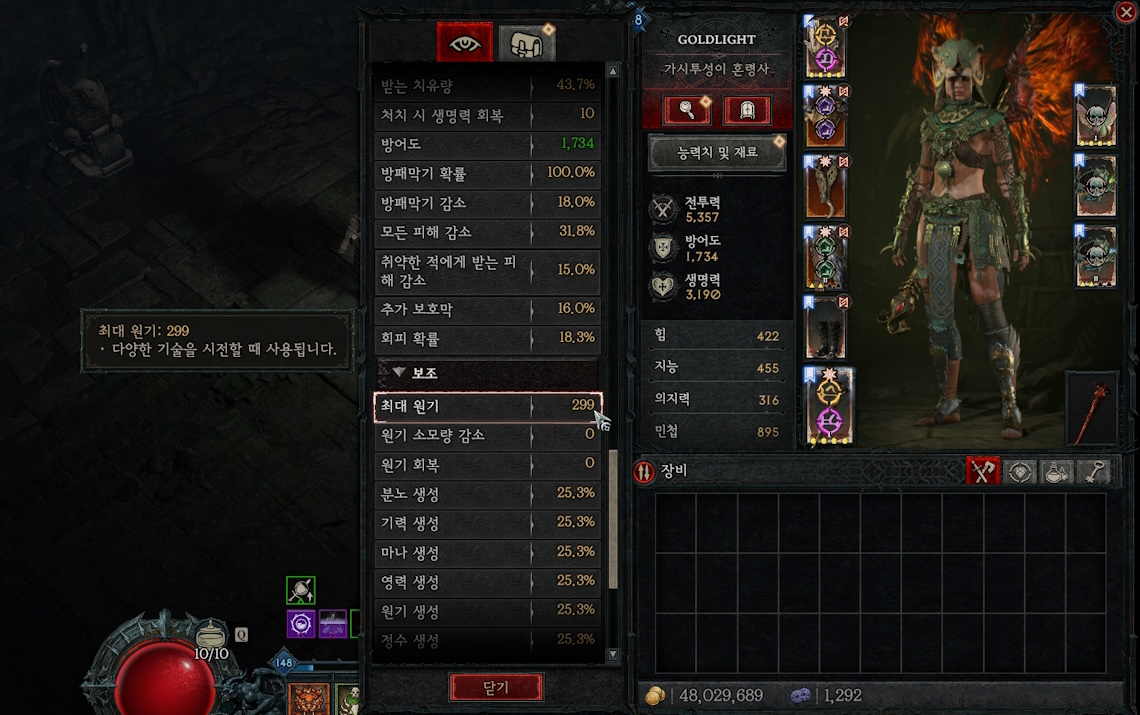 최대 원기: 299
· 다양한 기술을 시전할 때 사용됩니다.
10/10
Q
148
받는 치유량 43.7%
처치 시 생명력 회복 10
방어도 1,734
방패막기 확률 100.0%
방패막기 감소 18.0%
모든 피해 감소 31.8%
취약한 적에게 받는 피
해 감소 15.0%
추가 보호막 16.0%
회피 확률 18.3%
보조
최대 원기 299
원기 소모량 감소 0
원기 회복 0
분노 생성 25.3%
기력 생성 25.3%
마나 생성 25.3%
영력 생성 25.3%
원기 생성 25.3%
정수 생성 25.3%
닫기
8
GOLDLIGHT
가시투성이 혼령사
능력치 및 재료
전투력
5,357
방어도
1,734
생명력
3,190
힘 422
지능 455
의지력 316
민첩 895
장비
48,029,689
1,292